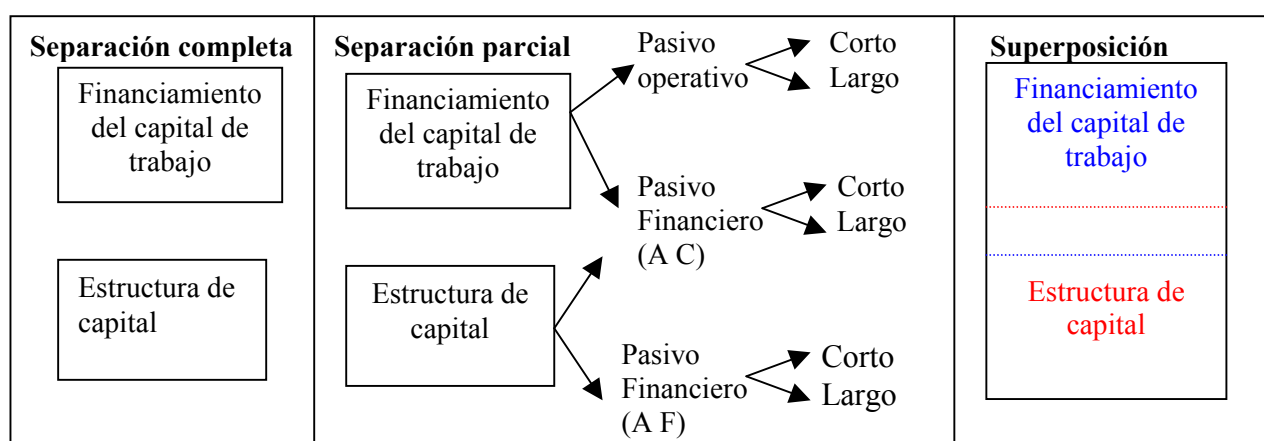 Separación completa
Financiamiento
del capital de
trabajo
Estructura de
capital
Separación parcial
Financiamiento
del capital de
trabajo
Estructura de
capital
Pasivo
operativo
Corto
Largo
Pasivo
Financiero
(A C)
Corto
Largo
Pasivo
Financiero
(A F)
Corto
Largo
Superposición
Financiamiento
del capital de
trabajo
Estructura de
capital